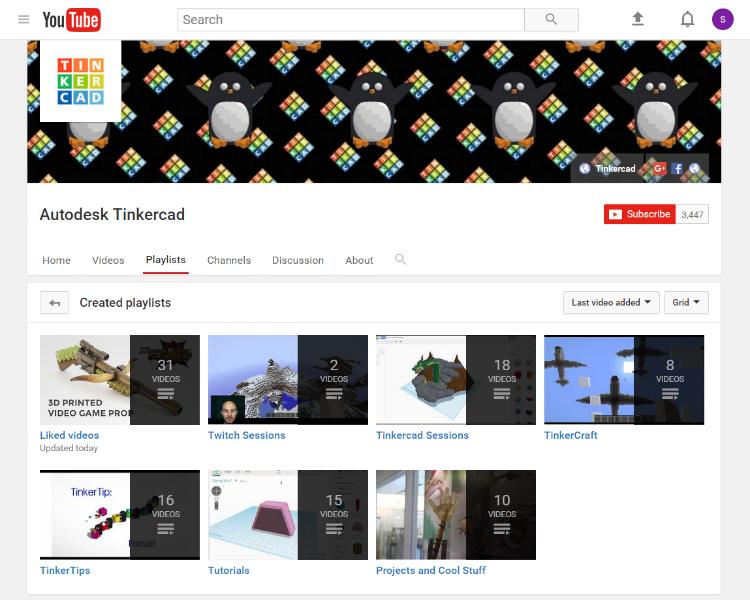 YouTube
Search
S
TIN
KER
CAD
Tinkercad
G+
f
Autodesk Tinkercad
Subscribe
3,447
Home
Videos
Playlists
Channels
Discussion
About
Created playlists
Last video added
Grid
31
VIDEOS
3D PRINTED
VIDEO GAME PROP
Liked videos
Updated today
2
VIDEOS
Twitch Sessions
18
VIDEOS
Tinkercad Sessions
8
VIDEOS
TinkerCraft
TinkerTip:
16
VIDEOS
Focus!
TinkerTips
15
VIDEOS
Tutorials
10
VIDEOS
Projects and Cool Stuff